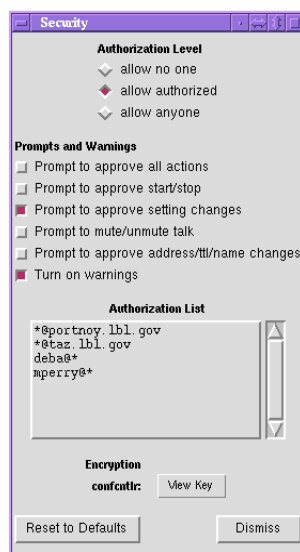 Security
Authorization Level
allow no one
allow authorized
allow anyone
Prompts and Warnings
Prompt to approve all actions
Prompt to approve start/stop
Prompt to approve setting changes
Prompt to mute/unmute talk
Prompt to approve address/ttl/name changes
Turn on warnings
Authorization List
*@portnoy.lbl.gov
*@taz.lbl.gov
deba@*
mperry@*
Encryption
confcntlr: View Key
Reset to Defaults Dismiss